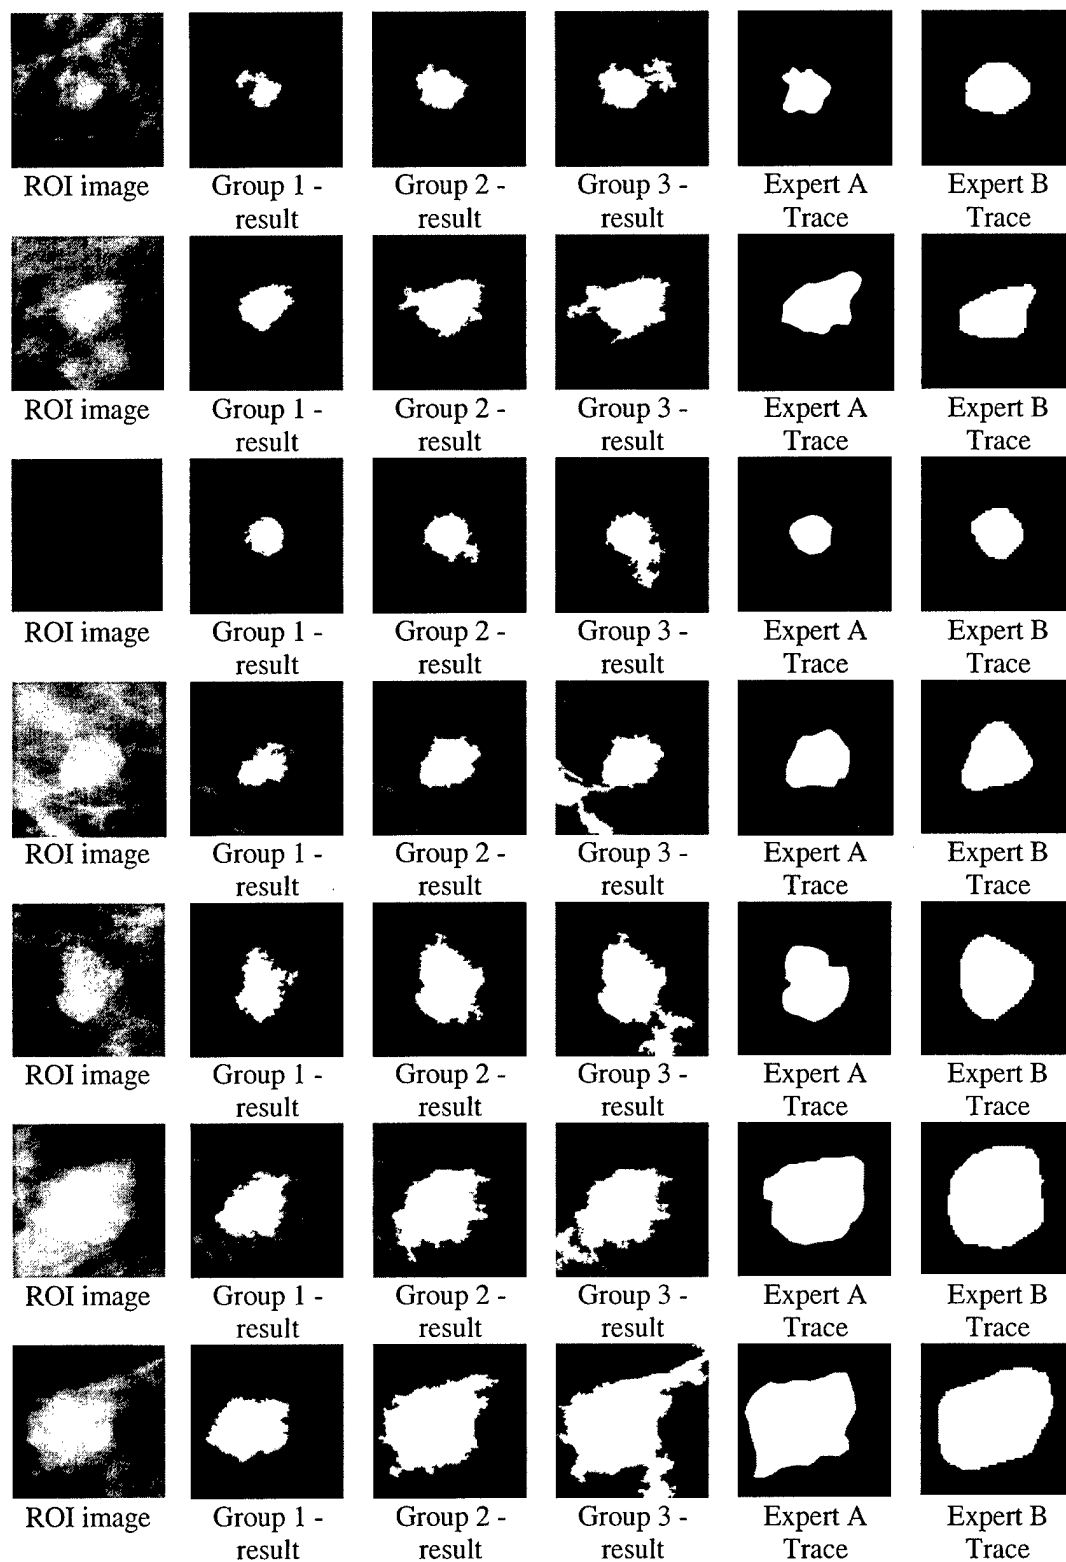 ROI image Group 1 - Group 2 - Group 3 - Expert A Expert B
result result result Trace Trace
ROI image Group 1 - Group 2 - Group 3 - Expert A Expert B
result result result Trace Trace
ROI image Group 1 - Group 2 - Group 3 - Expert A Expert B
result result result Trace Trace
ROI image Group 1 - Group 2 - Group 3 - Expert A Expert B
result result result Trace Trace
ROI image Group 1 - Group 2 - Group 3 - Expert A Expert B
result result result Trace Trace
ROI image Group 1 - Group 2 - Group 3 - Expert A Expert B
result result result Trace Trace
ROI image Group 1 - Group 2 - Group 3 - Expert A Expert B
result result result Trace Trace